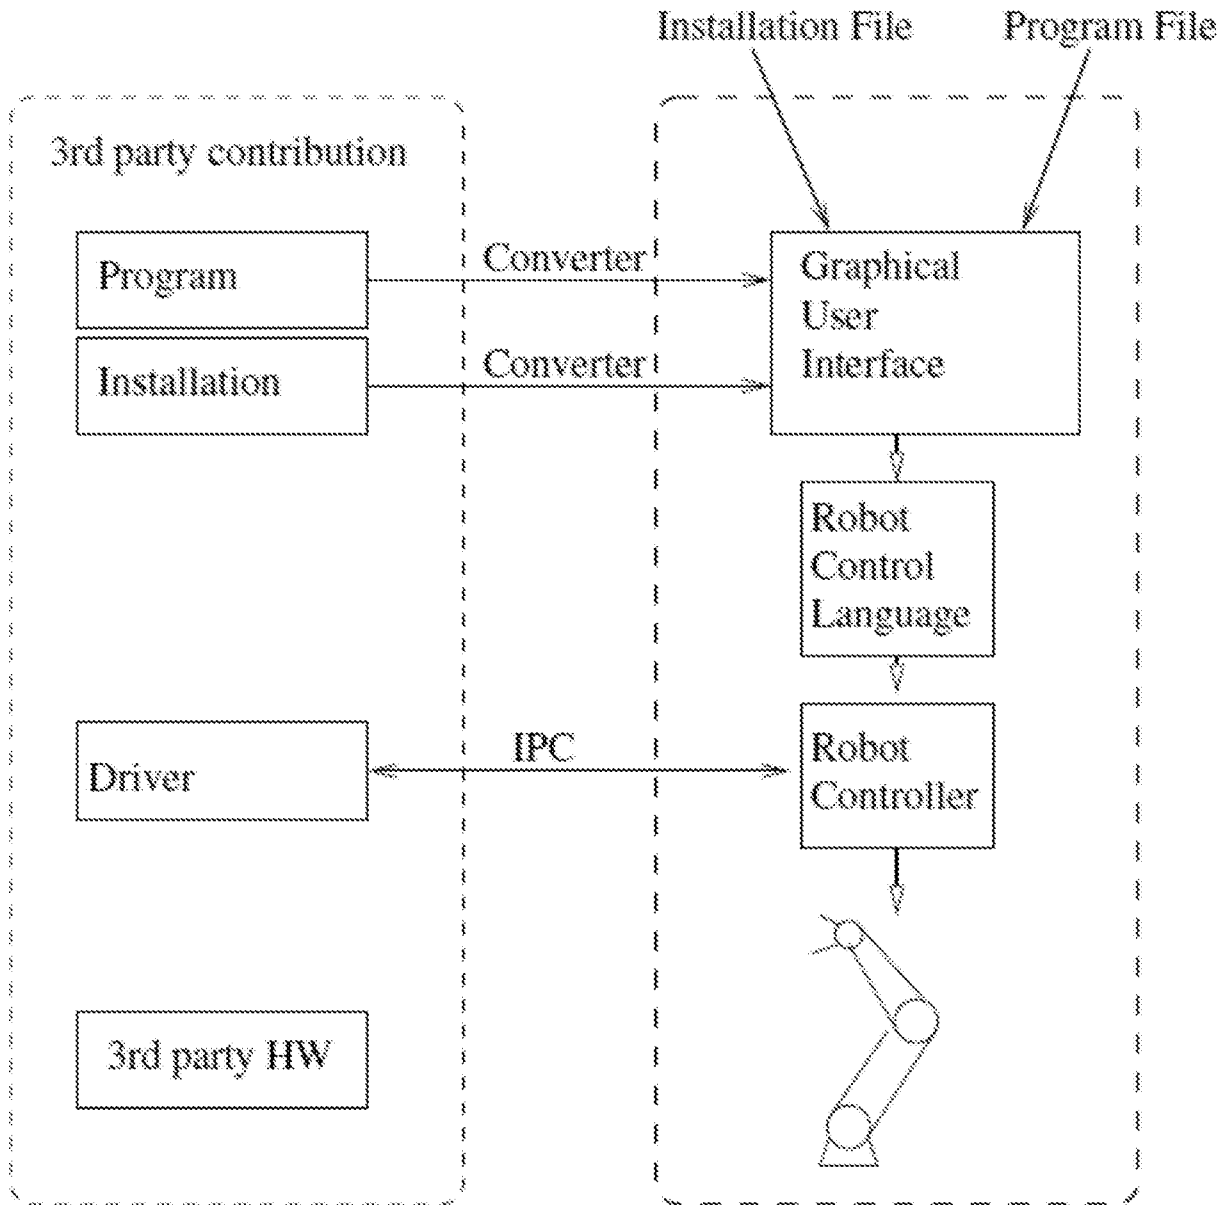 Installation File
Program File
3rd party contribution
Program
Converter
Graphical
User
Interface
Installation
Converter
Robot
Control
Language
Driver
IPC
Robot
Controller
3rd party HW